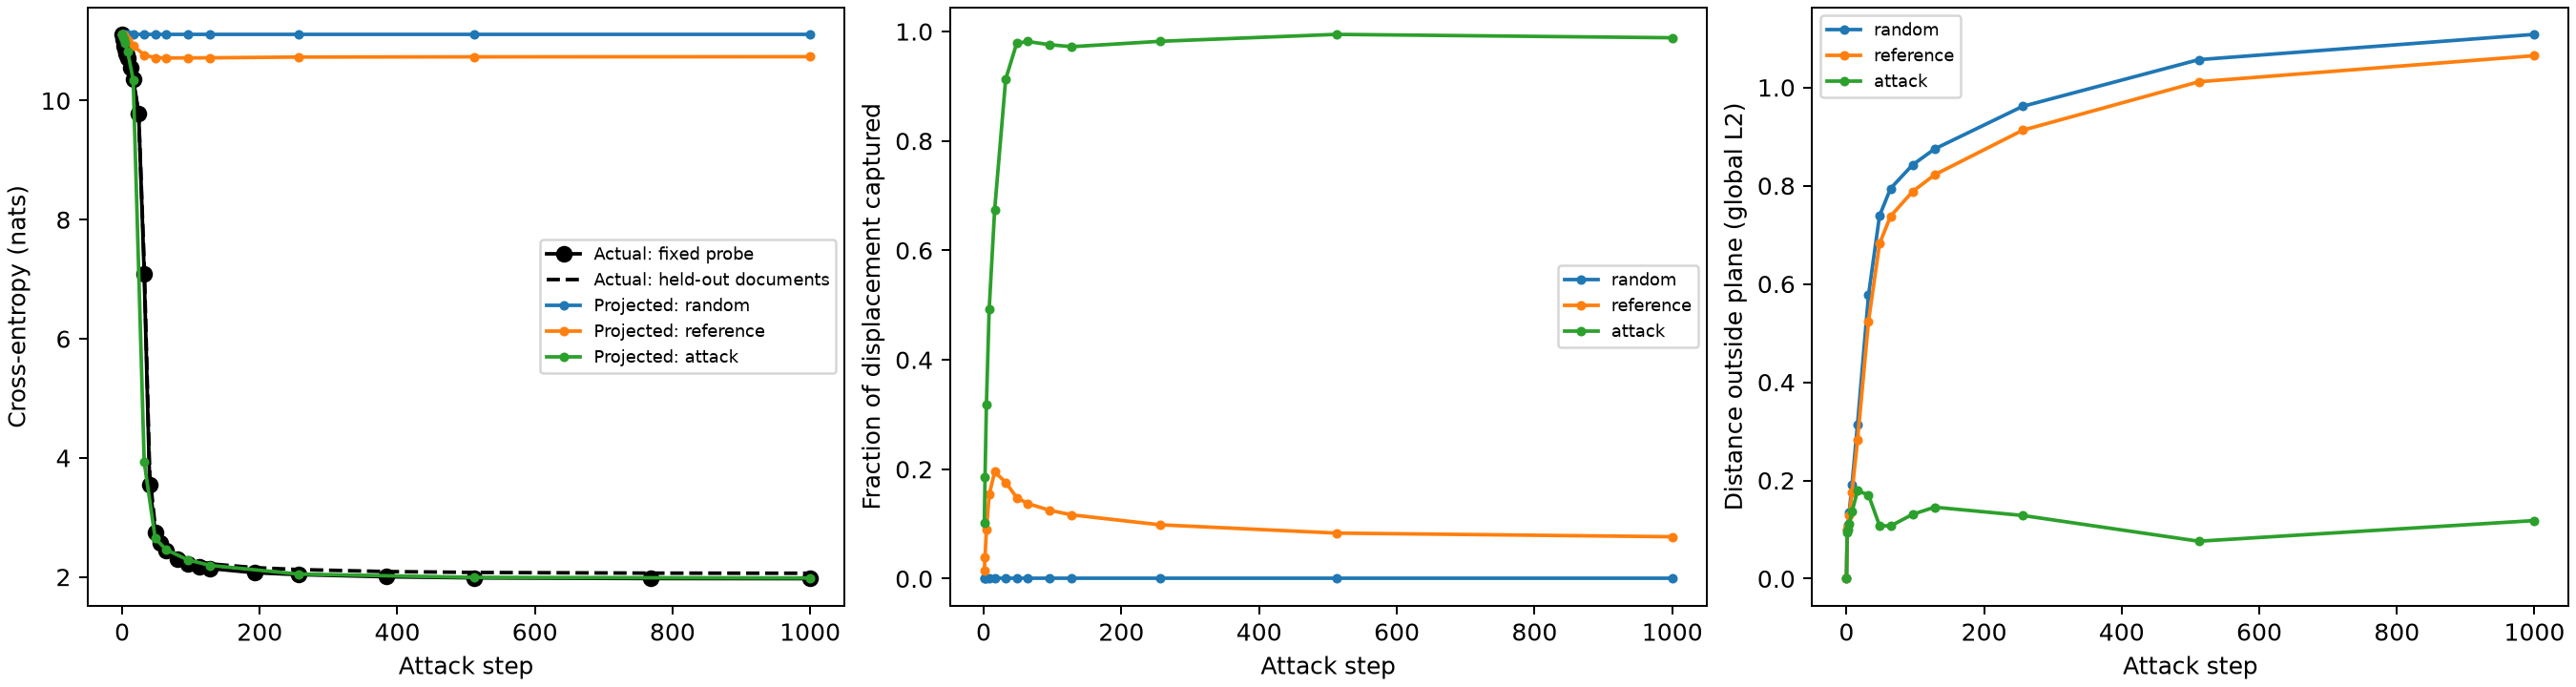 Cross-entropy (nats)
10
8
6
4
2
0
200
400
600
800
1000
Attack step
Actual: fixed probe
Actual: held-out documents
Projected: random
Projected: reference
Projected: attack
Fraction of displacement captured
1.0
0.8
0.6
0.4
0.2
0.0
0
200
400
600
800
1000
Attack step
random
reference
attack
Distance outside plane (global L2)
1.0
0.8
0.6
0.4
0.2
0.0
0
200
400
600
800
1000
Attack step
random
reference
attack